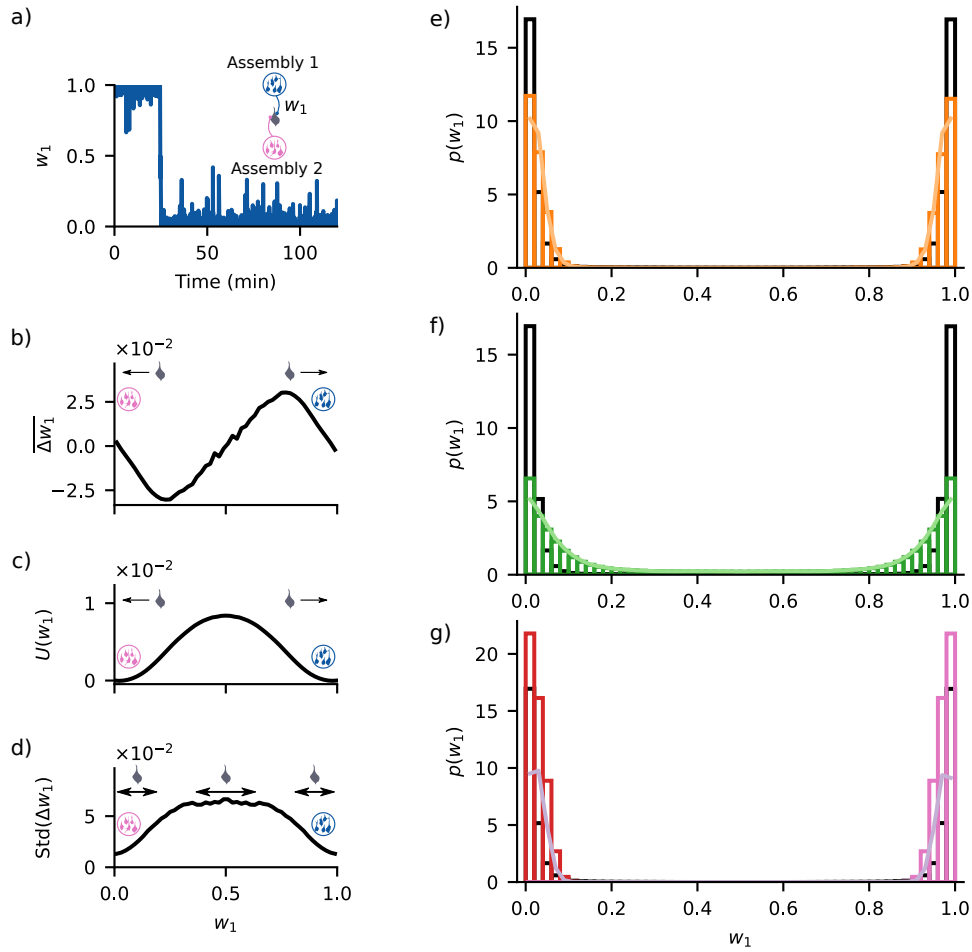 a)
Assembly 1
w₁
Assembly 2
w₁
1.0
0.5
0.0
0
50
100
Time (min)
b)
×10⁻²
Δw₁
2.5
0.0
−2.5
c)
×10⁻²
U(w₁)
1
0
d)
×10⁻²
Std(Δw₁)
5
0
0.0
0.5
1.0
w₁
e)
p(w₁)
15
10
5
0
0.0
0.2
0.4
0.6
0.8
1.0
f)
p(w₁)
15
10
5
0
0.0
0.2
0.4
0.6
0.8
1.0
g)
p(w₁)
20
15
10
5
0
0.0
0.2
0.4
0.6
0.8
1.0
w₁